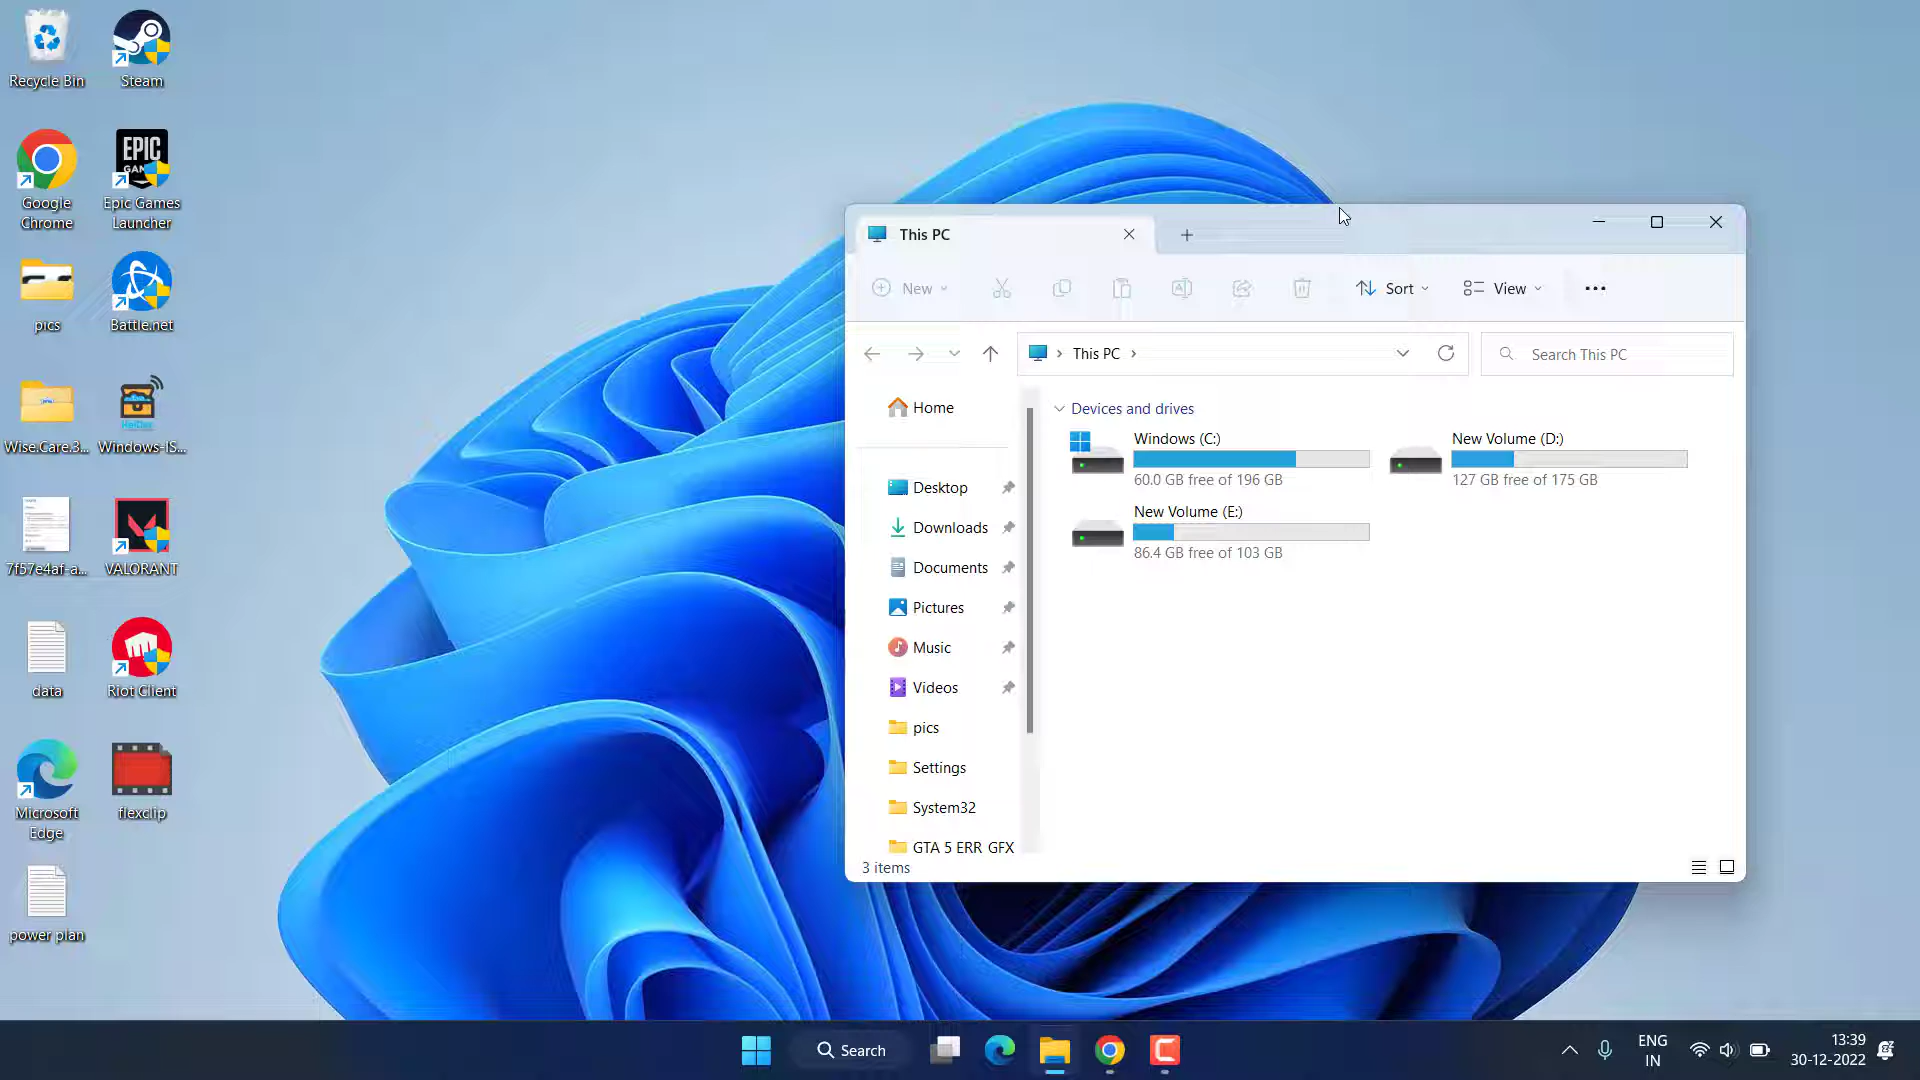 Recycle Bin
Steam
Google
Chrome
EPIC
GAMES
Epic Games
Launcher
pics
Battle.net
Wise.Care.3...
Windows-IS...
7f57e4af-a...
VALORANT
data
Riot Client
Microsoft
Edge
flexclip
power plan
This PC
New
Sort
View
This PC
Search This PC
Home
Desktop
Downloads
Documents
Pictures
Music
Videos
pics
Settings
System32
GTA 5 ERR GFX
Devices and drives
Windows (C:)
60.0 GB free of 196 GB
New Volume (D:)
127 GB free of 175 GB
New Volume (E:)
86.4 GB free of 103 GB
3 items
Search
ENG
IN
13:39
30-12-2022